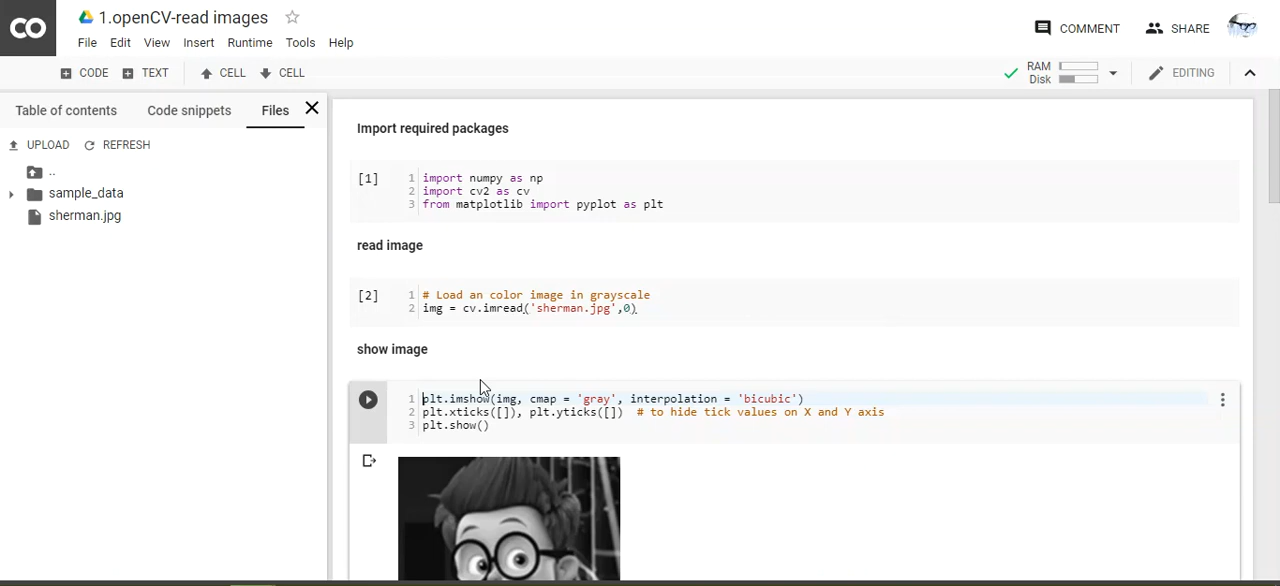 CO
1.openCV-read images
COMMENT SHARE
File Edit View Insert Runtime Tools Help
CODE TEXT CELL CELL
RAM
Disk
EDITING
Table of contents Code snippets Files
UPLOAD REFRESH
..
sample_data
sherman.jpg
Import required packages
[1] 1 import numpy as np
2 import cv2 as cv
3 from matplotlib import pyplot as plt
read image
[2] 1 # Load an color image in grayscale
2 img = cv.imread('sherman.jpg',0)
show image
1 plt.imshow(img, cmap = 'gray', interpolation = 'bicubic')
2 plt.xticks([]), plt.yticks([]) # to hide tick values on X and Y axis
3 plt.show()